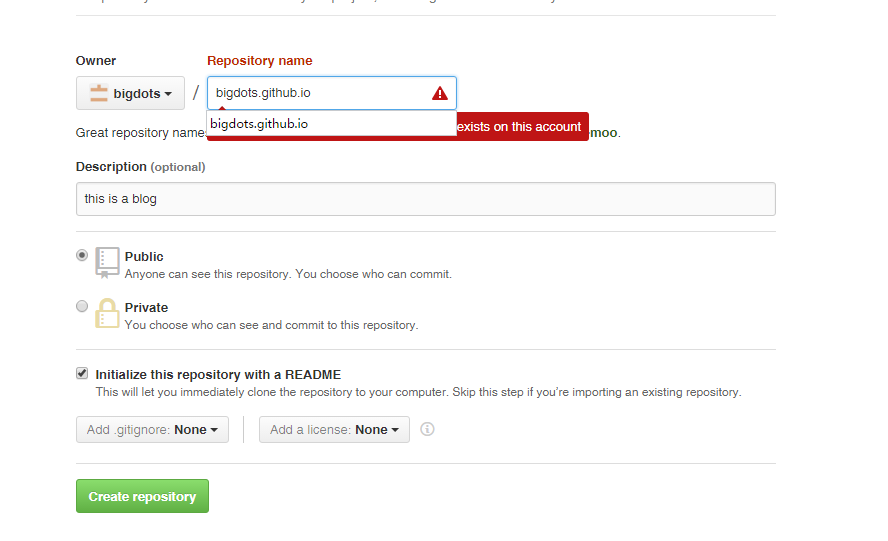 Owner
Repository name
bigdots
/
bigdots.github.io
bigdots.github.io
exists on this account
Great repository names
emoo.
Description (optional)
this is a blog
Public
Anyone can see this repository. You choose who can commit.
Private
You choose who can see and commit to this repository.
Initialize this repository with a README
This will let you immediately clone the repository to your computer. Skip this step if you’re importing an existing repository.
Add .gitignore: None
Add a license: None
Create repository